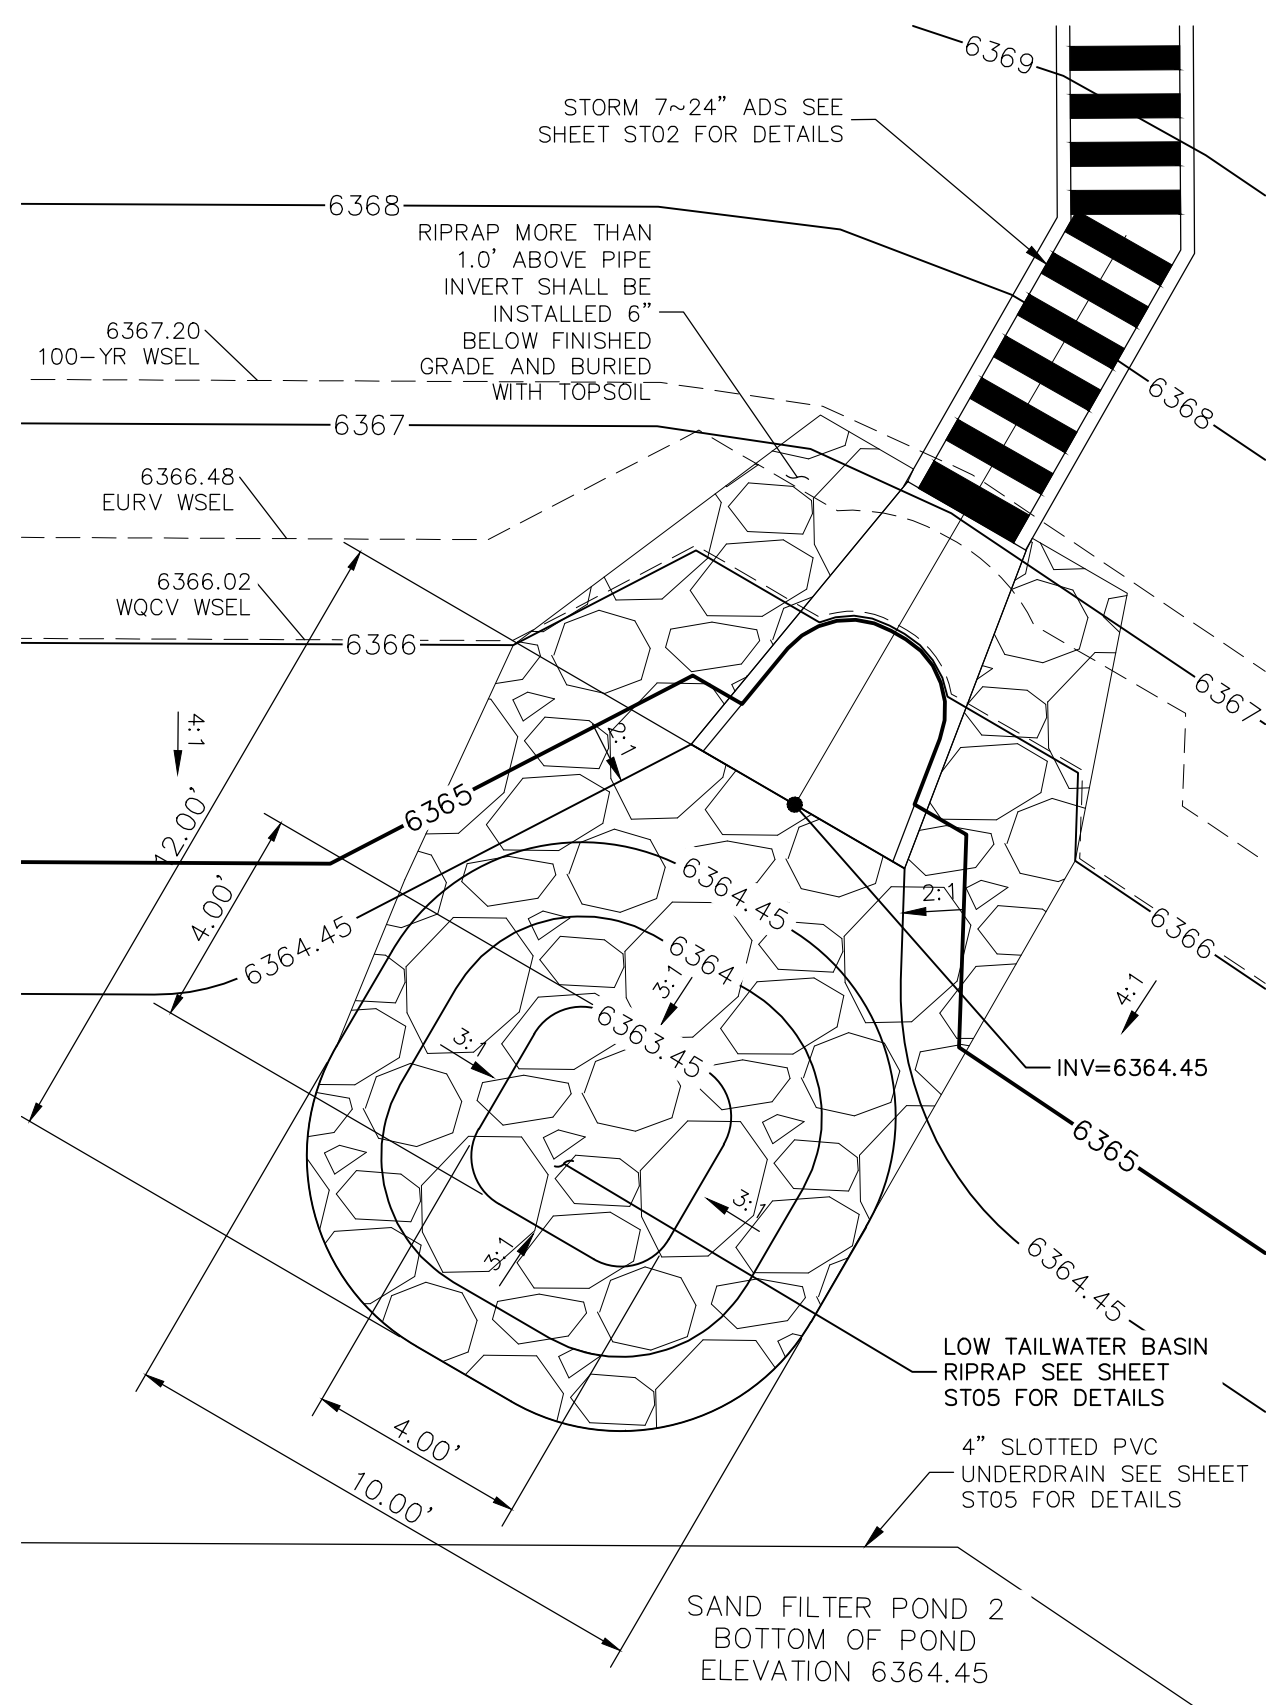 6369
STORM 7~24” ADS SEE
SHEET ST02 FOR DETAILS
6368
RIPRAP MORE THAN
1.0’ ABOVE PIPE
INVERT SHALL BE
INSTALLED 6”
BELOW FINISHED
GRADE AND BURIED
WITH TOPSOIL
6367.20
100-YR WSEL
6368
6367
6366.48
EURV WSEL
6366.02
WQCV WSEL
6366
6367
4:1
2:1
6365
12.00’
4.00’
6364.45
6364.45
2:1
6366
6364
3:1
4:1
6363.45
3:1
INV=6364.45
6365
3:1
3:1
6364.45
LOW TAILWATER BASIN
RIPRAP SEE SHEET
ST05 FOR DETAILS
4.00’
10.00’
4” SLOTTED PVC
UNDERDRAIN SEE SHEET
ST05 FOR DETAILS
SAND FILTER POND 2
BOTTOM OF POND
ELEVATION 6364.45